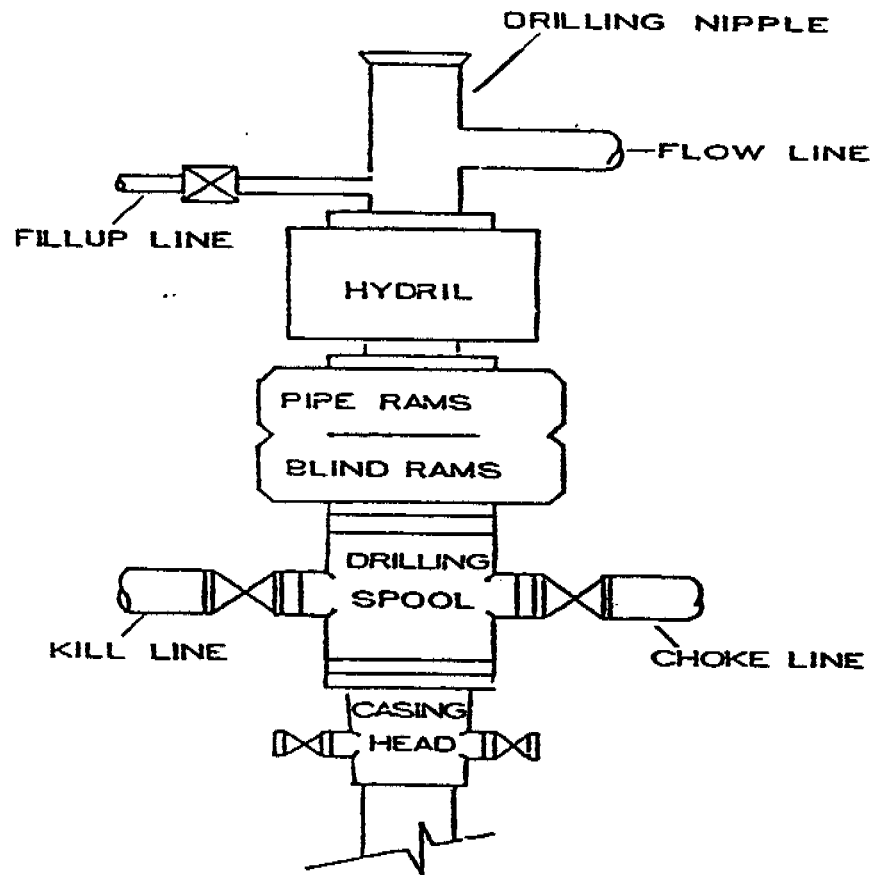 DRILLING NIPPLE
FLOW LINE
FILLUP LINE
HYDRIL
PIPE RAMS
BLIND RAMS
DRILLING
SPOOL
KILL LINE
CHOKE LINE
CASING
HEAD